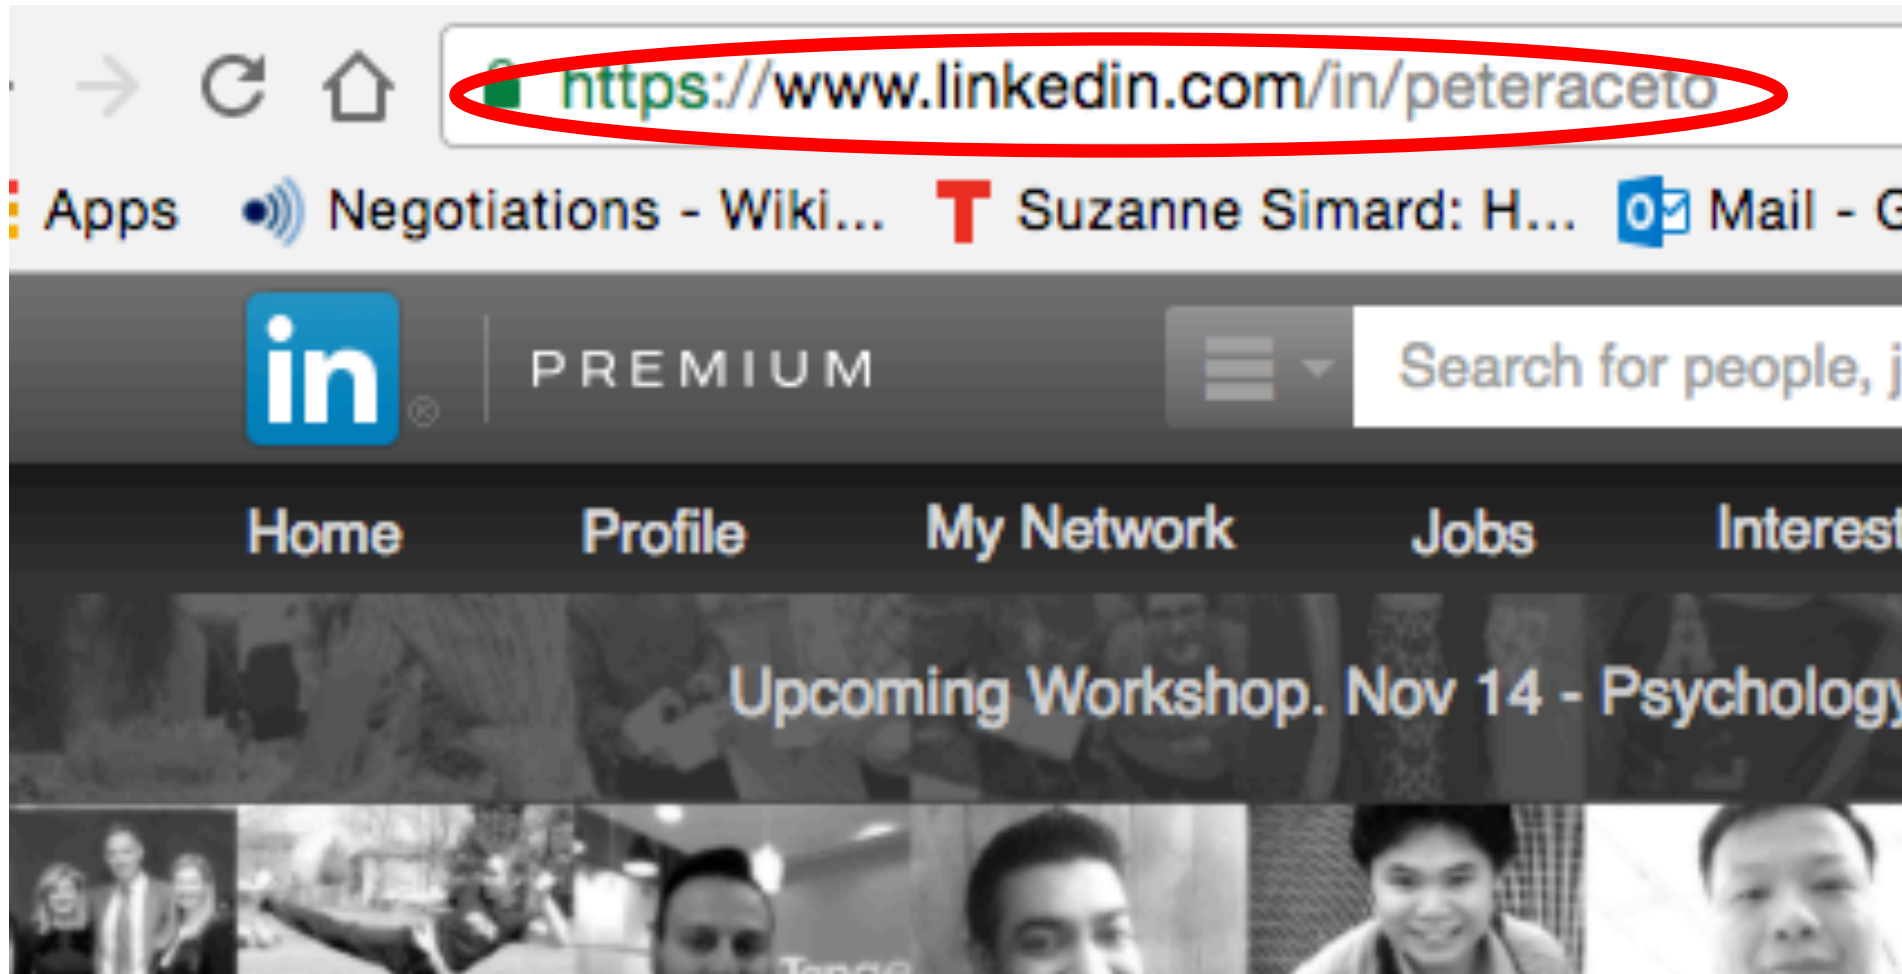 https://www.linkedin.com/in/peteraceto
Apps Negotiations - Wiki... T Suzanne Simard: H... Mail - G
in® PREMIUM Search for people, j
Home Profile My Network Jobs Interest
Upcoming Workshop. Nov 14 - Psychology